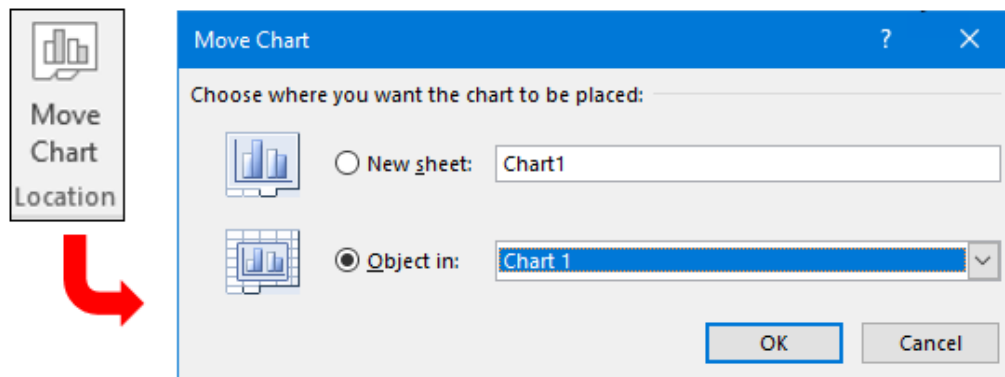 Move
Chart
Location
Move Chart
Choose where you want the chart to be placed:
New sheet: Chart1
Object in: Chart 1
OK Cancel